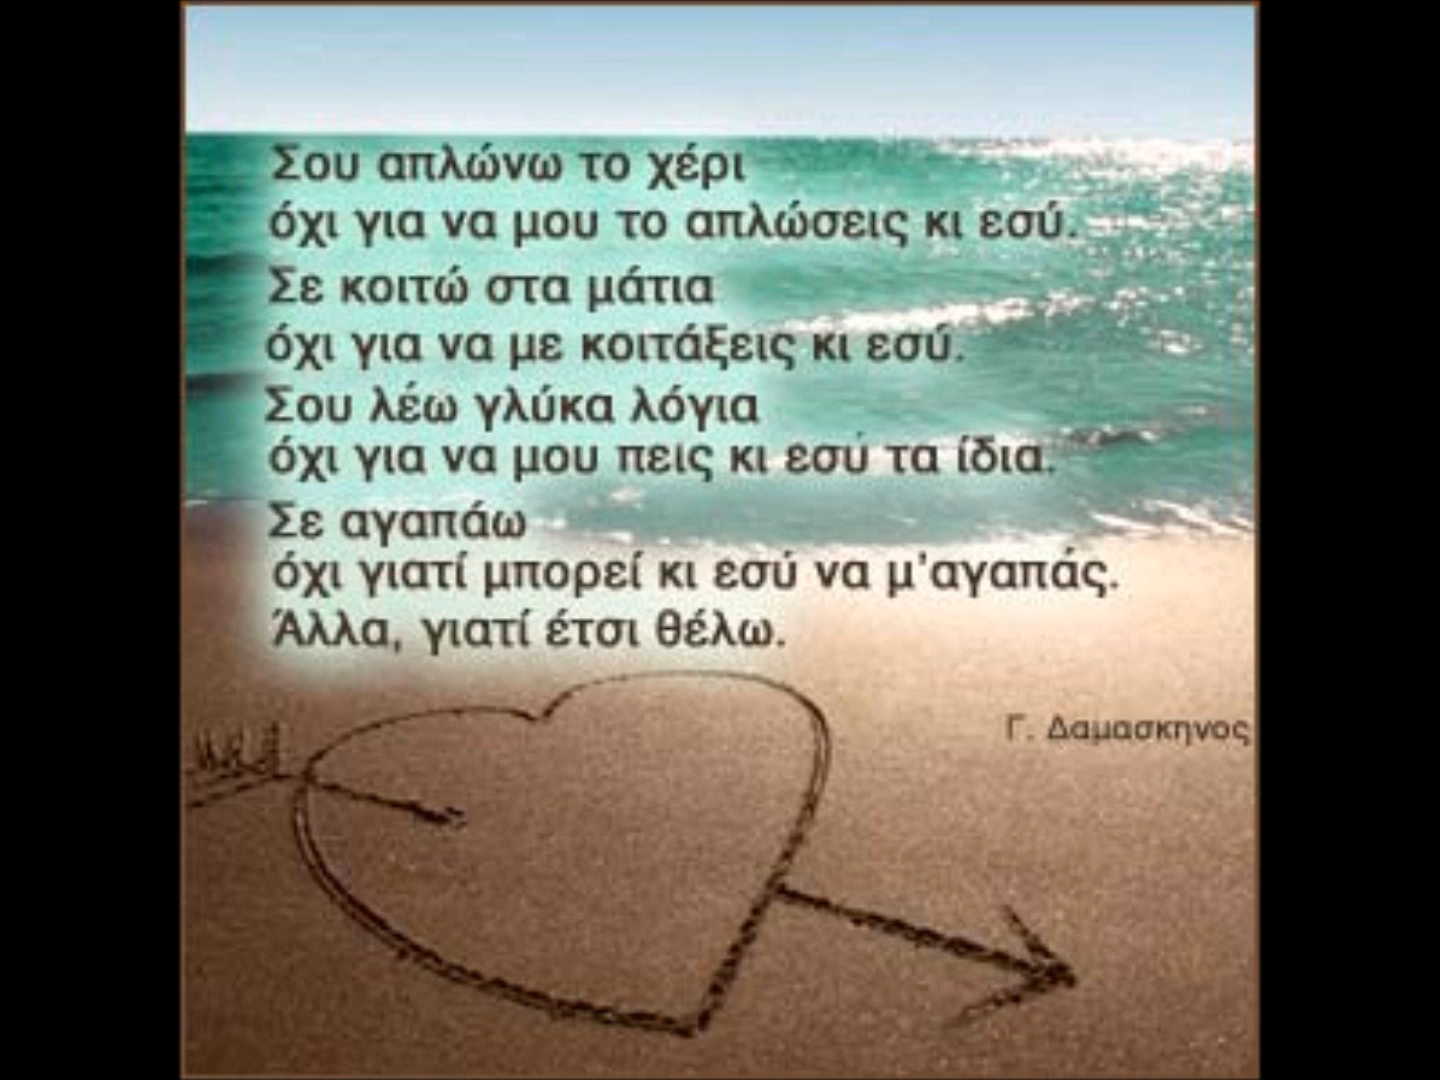 Σου απλώνω το χέρι
όχι για να μου το απλώσεις κι εσύ.
Σε κοιτώ στα μάτια
όχι για να με κοιτάξεις κι εσύ.
Σου λέω γλύκα λόγια
όχι για να μου πεις κι εσύ τα ίδια.
Σε αγαπάω
όχι γιατί μπορεί κι εσύ να μ'αγαπάς.
Άλλα, γιατί έτσι θέλω.
Γ. Δαμασκηνος